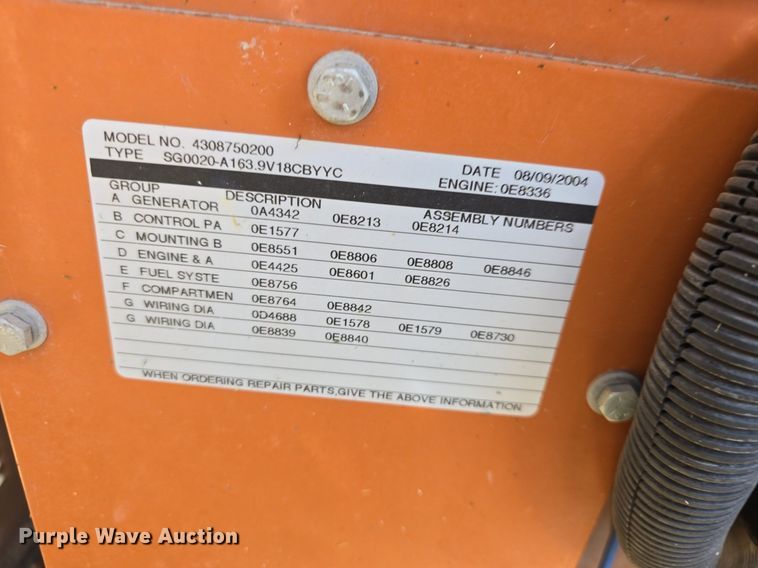 MODEL NO. 4308750200
TYPE SG0020-A163.9V18CBYYC
DATE 08/09/2004
ENGINE: 0E8336
GROUP DESCRIPTION ASSEMBLY NUMBERS
A GENERATOR 0A4342 0E8213 0E8214
B CONTROL PA 0E1577
C MOUNTING B 0E8551 0E8806 0E8808 0E8846
D ENGINE & A 0E4425 0E8601 0E8826
E FUEL SYSTE 0E8756
F COMPARTMEN 0E8764 0E8842
G WIRING DIA 0D4688 0E1578 0E1579 0E8730
G WIRING DIA 0E8839 0E8840
WHEN ORDERING REPAIR PARTS,GIVE THE ABOVE INFORMATION
Purple Wave Auction